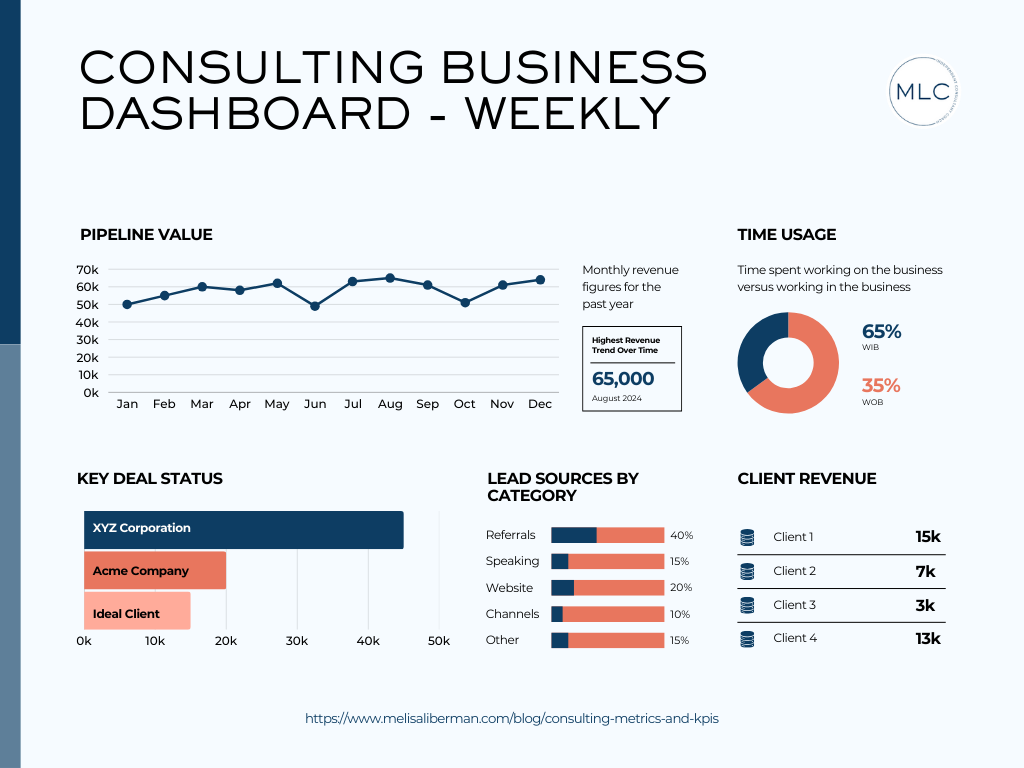 CONSULTING BUSINESS
DASHBOARD - WEEKLY
MLC
PIPELINE VALUE
70k
60k
50k
40k
30k
20k
10k
0k
Jan Feb Mar Apr May Jun Jul Aug Sep Oct Nov Dec
Monthly revenue
figures for the
past year
Highest Revenue
Trend Over Time
65,000
August 2024
TIME USAGE
Time spent working on the business
versus working in the business
65%
WIB
35%
WOB
KEY DEAL STATUS
XYZ Corporation
Acme Company
Ideal Client
0k 10k 20k 30k 40k 50k
LEAD SOURCES BY
CATEGORY
Referrals 40%
Speaking 15%
Website 20%
Channels 10%
Other 15%
CLIENT REVENUE
Client 1 15k
Client 2 7k
Client 3 3k
Client 4 13k
https://www.melisaliberman.com/blog/consulting-metrics-and-kpis